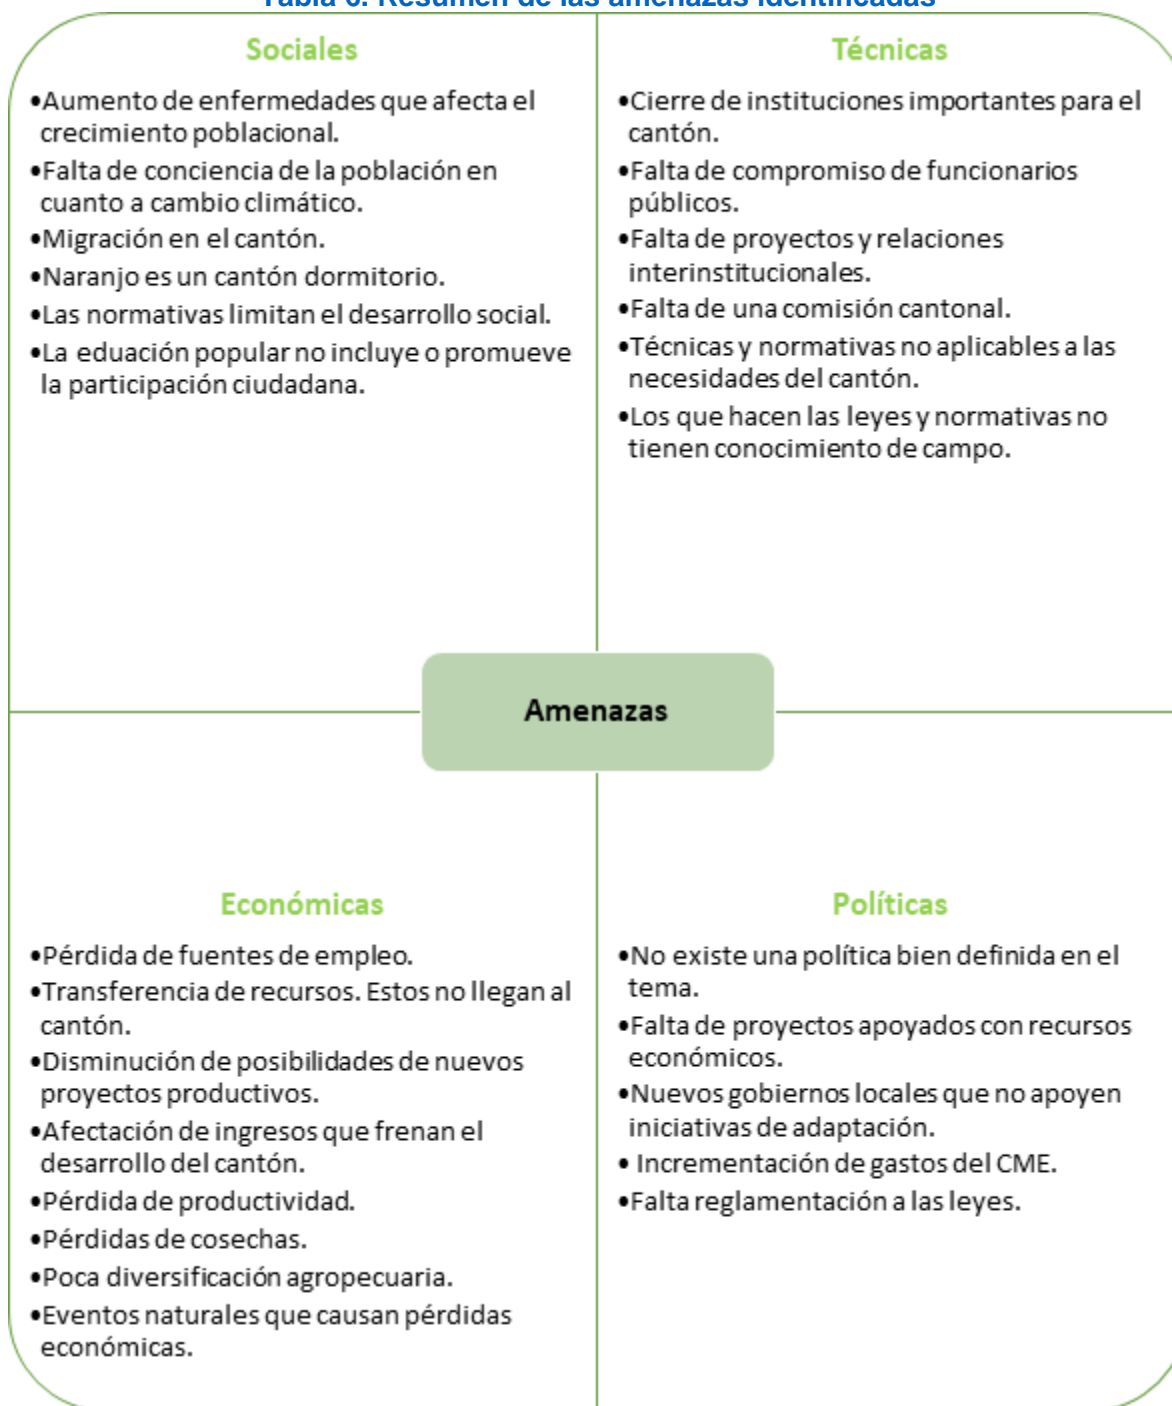 Tabla 6. Resumen de las amenazas identificadas
Sociales
•Aumento de enfermedades que afecta el
crecimiento poblacional.
•Falta de conciencia de la población en
cuanto a cambio climático.
•Migración en el cantón.
•Naranjo es un cantón dormitorio.
•Las normativas limitan el desarrollo social.
•La eduación popular no incluye o promueve
la participación ciudadana.
Técnicas
•Cierre de instituciones importantes para el
cantón.
•Falta de compromiso de funcionarios
públicos.
•Falta de proyectos y relaciones
interinstitucionales.
•Falta de una comisión cantonal.
•Técnicas y normativas no aplicables a las
necesidades del cantón.
•Los que hacen las leyes y normativas no
tienen conocimiento de campo.
Amenazas
Económicas
•Pérdida de fuentes de empleo.
•Transferencia de recursos. Estos no llegan al
cantón.
•Disminución de posibilidades de nuevos
proyectos productivos.
•Afectación de ingresos que frenan el
desarrollo del cantón.
•Pérdida de productividad.
•Pérdidas de cosechas.
•Poca diversificación agropecuaria.
•Eventos naturales que causan pérdidas
económicas.
Políticas
•No existe una política bien definida en el
tema.
•Falta de proyectos apoyados con recursos
económicos.
•Nuevos gobiernos locales que no apoyen
iniciativas de adaptación.
• Incrementación de gastos del CME.
•Falta reglamentación a las leyes.